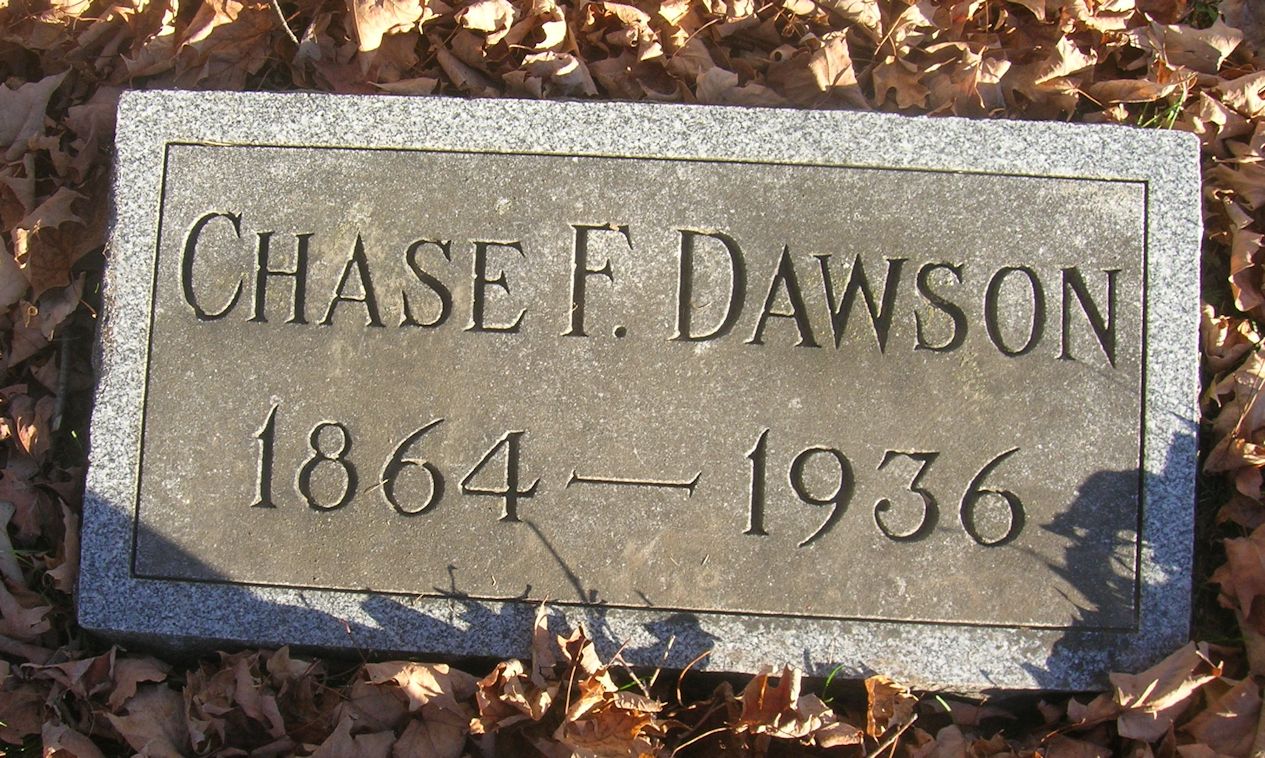 CHASE F. DAWSON
1864 — 1936